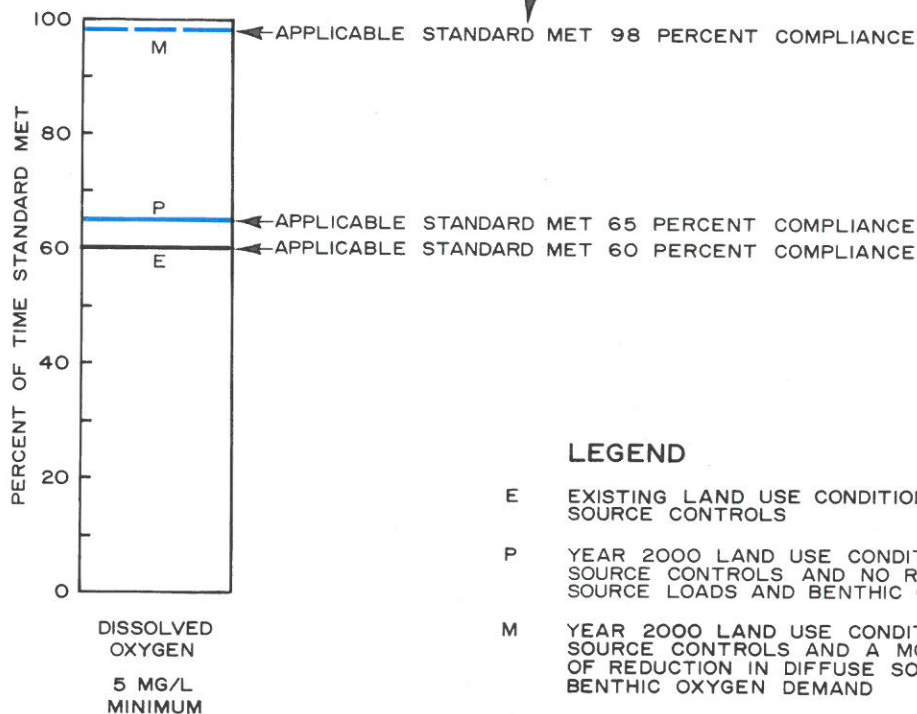 100
M
APPLICABLE STANDARD MET 98 PERCENT COMPLIANCE
80
P
APPLICABLE STANDARD MET 65 PERCENT COMPLIANCE
60
APPLICABLE STANDARD MET 60 PERCENT COMPLIANCE
E
PERCENT OF TIME STANDARD MET
40
20
0
DISSOLVED
OXYGEN
5 MG/L
MINIMUM
LEGEND
E EXISTING LAND USE CONDITION
SOURCE CONTROLS
P YEAR 2000 LAND USE CONDIT
SOURCE CONTROLS AND NO R
SOURCE LOADS AND BENTHIC
M YEAR 2000 LAND USE CONDIT
SOURCE CONTROLS AND A MO
OF REDUCTION IN DIFFUSE SO
BENTHIC OXYGEN DEMAND